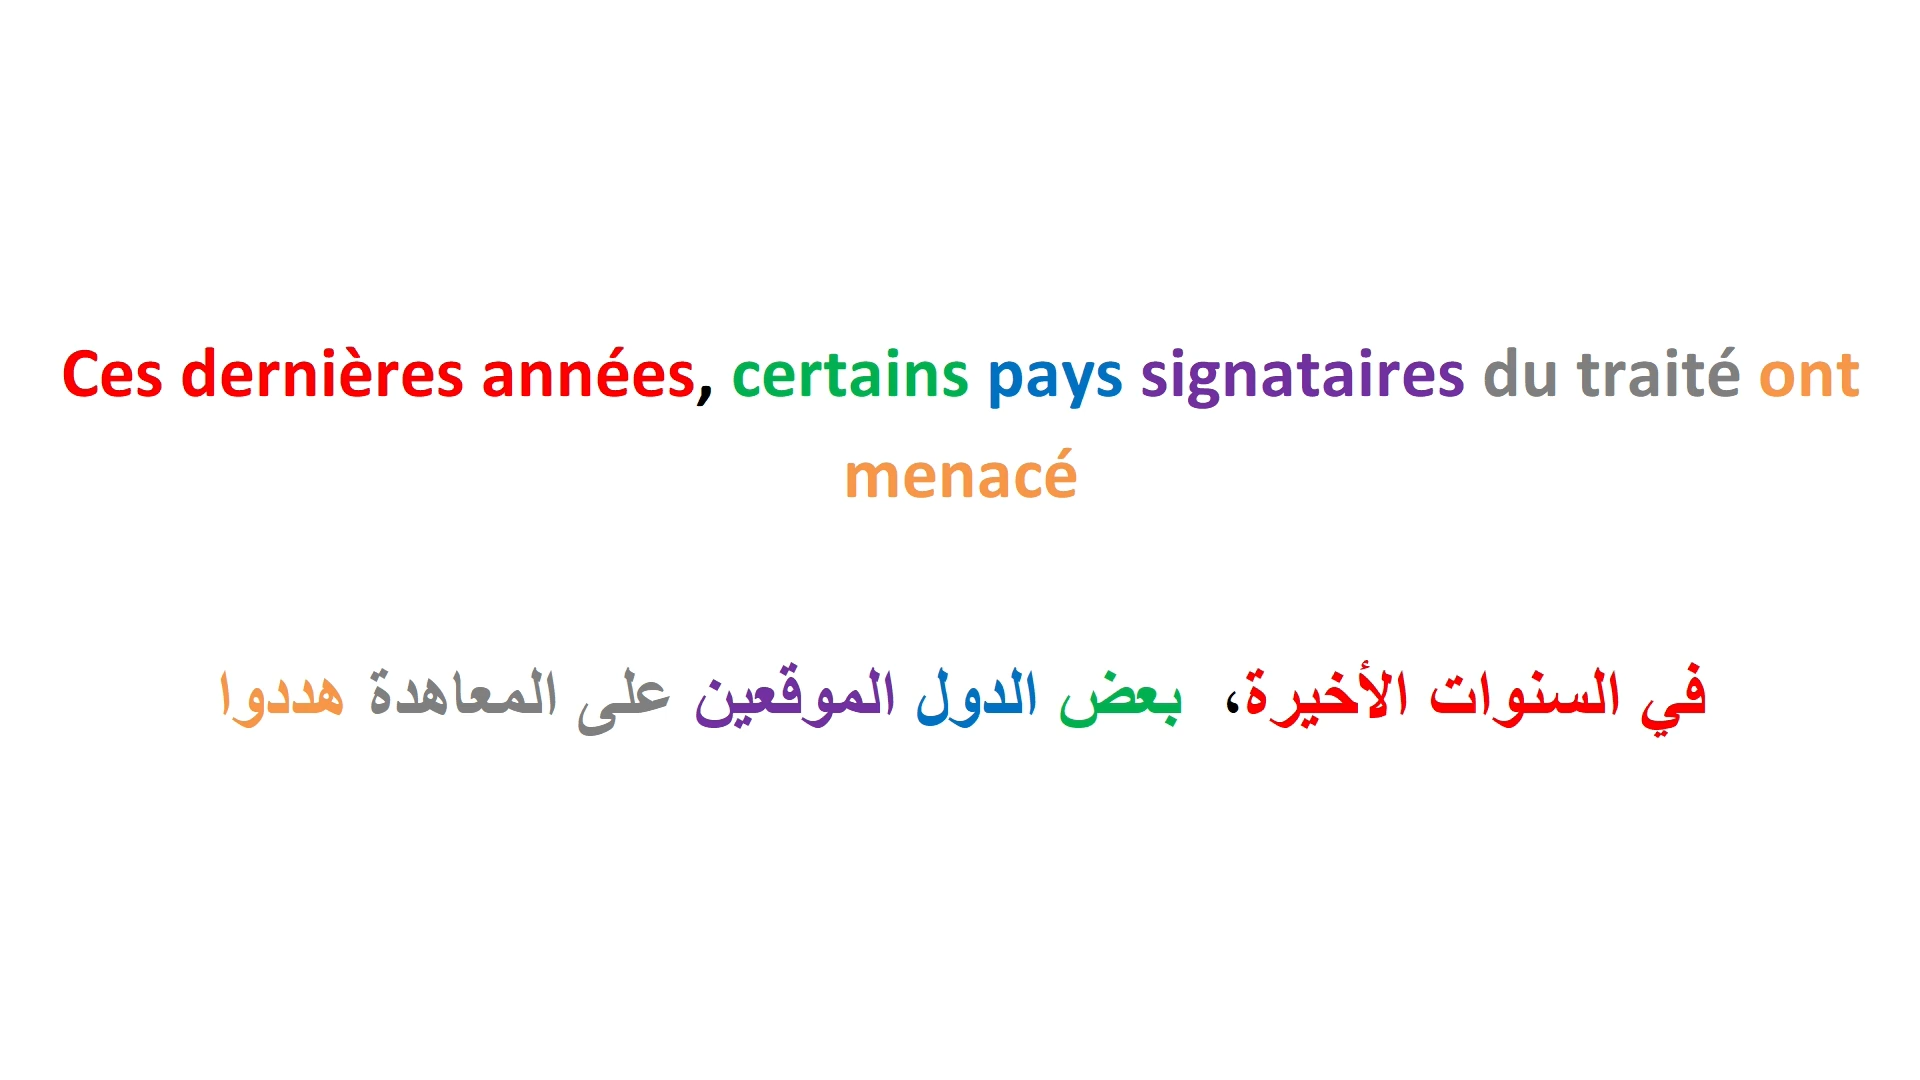 Ces dernières années, certains pays signataires du traité ont
menacé
في السنوات الأخيرة، بعض الدول الموقعين على المعاهدة هددوا